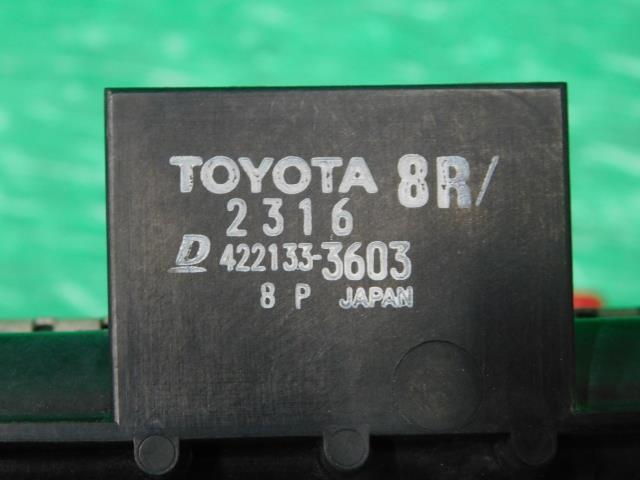 TOYOTA 8R/
2316
D 422133-3603
8 P JAPAN